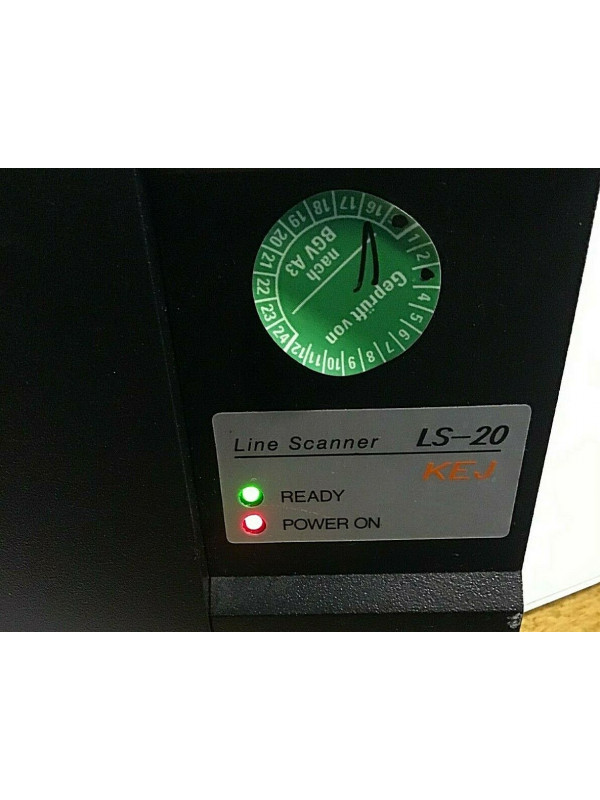 Geprüft von
nach
BGV A3
1 2 4 5 6 7 8 9 10 11 12
16 17 18 19 20 21 22 23 24
Line Scanner LS-20
KEJ
READY
POWER ON